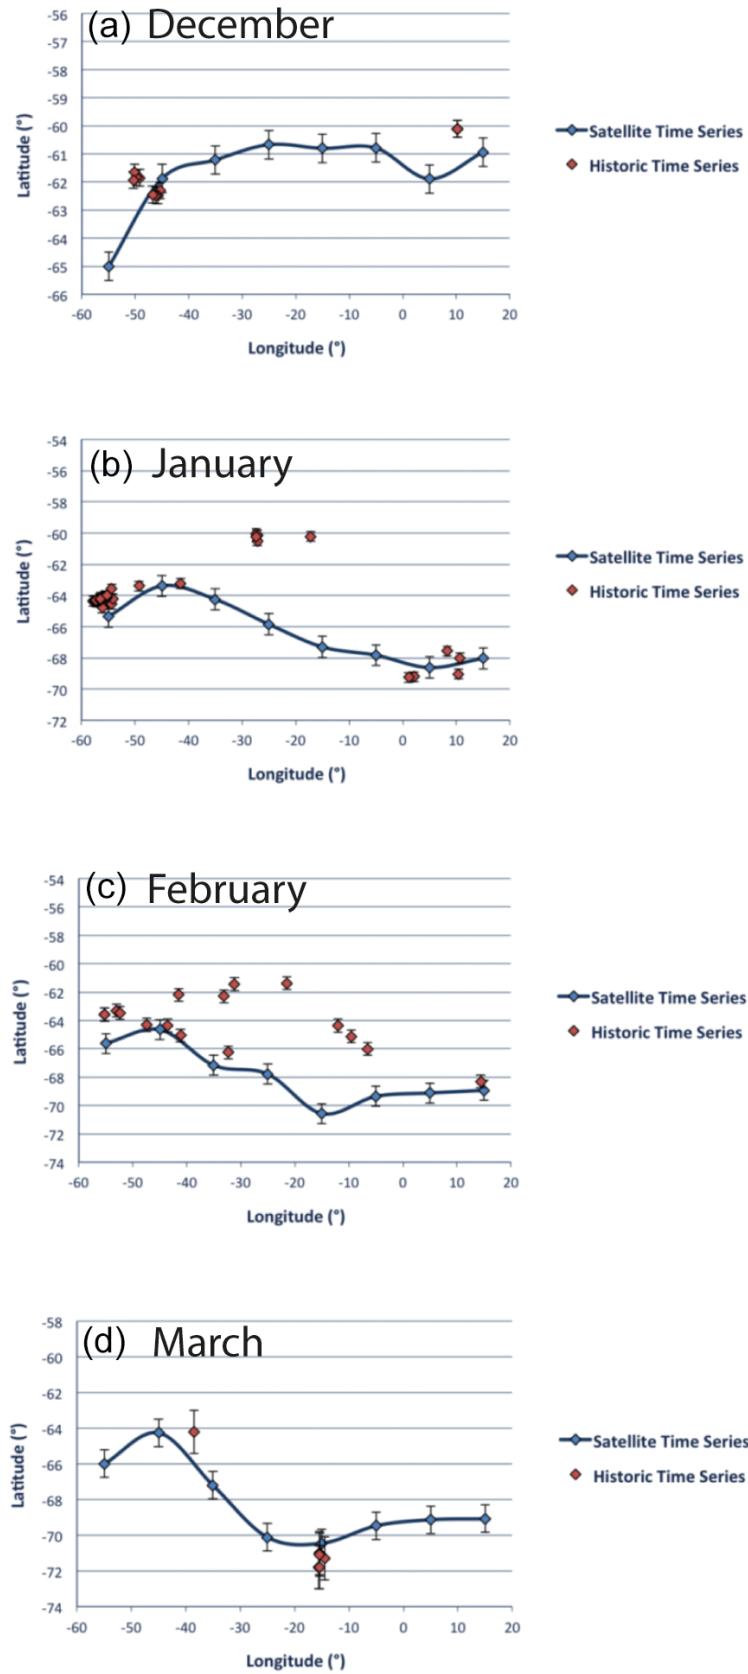 (a) December
-56
-57
-58
-59
-60
-61
-62
-63
-64
-65
-66
Latitude (°)
-60 -50 -40 -30 -20 -10 0 10 20
Longitude (°)
Satellite Time Series
Historic Time Series
(b) January
-54
-56
-58
-60
-62
-64
-66
-68
-70
-72
Latitude (°)
-60 -50 -40 -30 -20 -10 0 10 20
Longitude (°)
Satellite Time Series
Historic Time Series
(c) February
-54
-56
-58
-60
-62
-64
-66
-68
-70
-72
-74
Latitude (°)
-60 -50 -40 -30 -20 -10 0 10 20
Longitude (°)
Satellite Time Series
Historic Time Series
(d) March
-58
-60
-62
-64
-66
-68
-70
-72
-74
Latitude (°)
-60 -50 -40 -30 -20 -10 0 10 20
Longitude (°)
Satellite Time Series
Historic Time Series